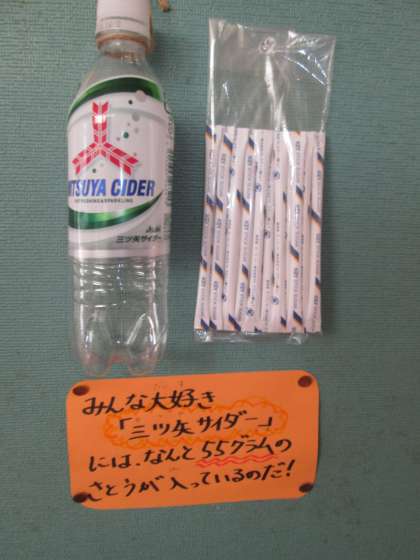 MITSUYA CIDER
三ツ矢サイダー
みんな大好き
「三ツ矢サイダー」
には、なんと55グラムの
さとうが入っているのだ！